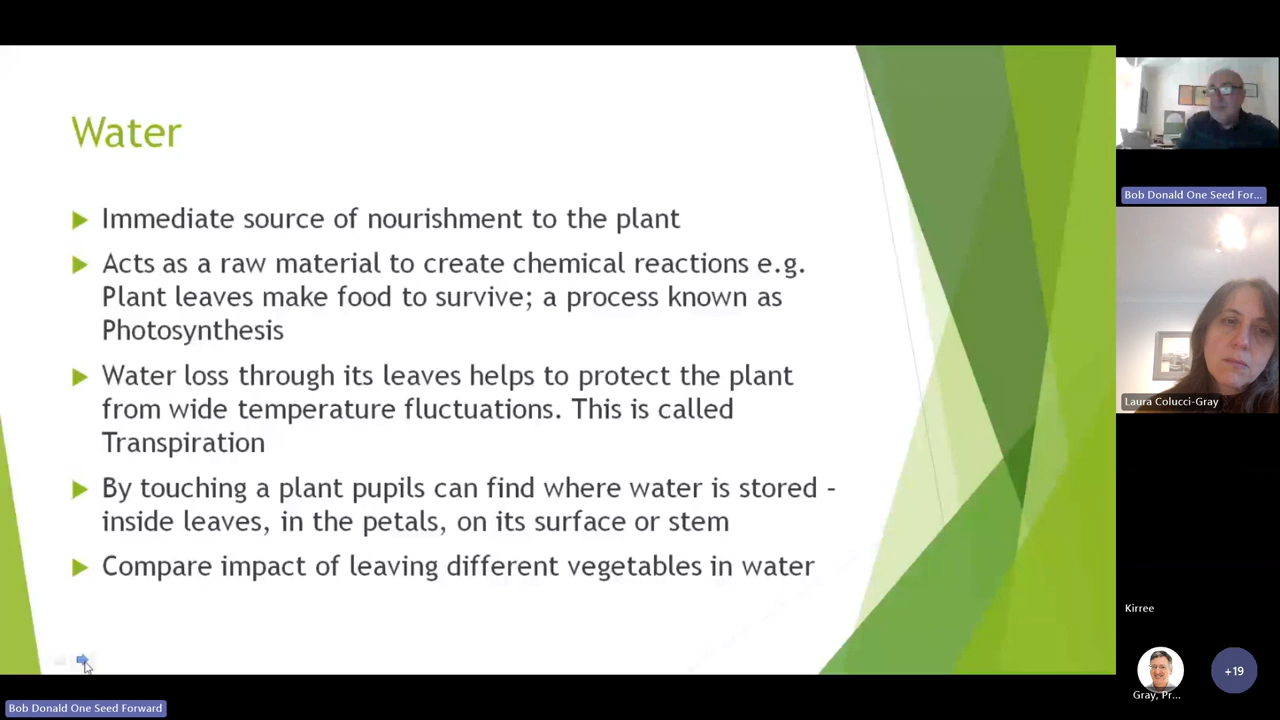 Water
Immediate source of nourishment to the plant
Acts as a raw material to create chemical reactions e.g.
Plant leaves make food to survive; a process known as
Photosynthesis
Water loss through its leaves helps to protect the plant
from wide temperature fluctuations. This is called
Transpiration
By touching a plant pupils can find where water is stored –
inside leaves, in the petals, on its surface or stem
Compare impact of leaving different vegetables in water
Bob Donald One Seed For...
Laura Colucci-Gray
Kirree
Gray, Pr...
+19
Bob Donald One Seed Forward